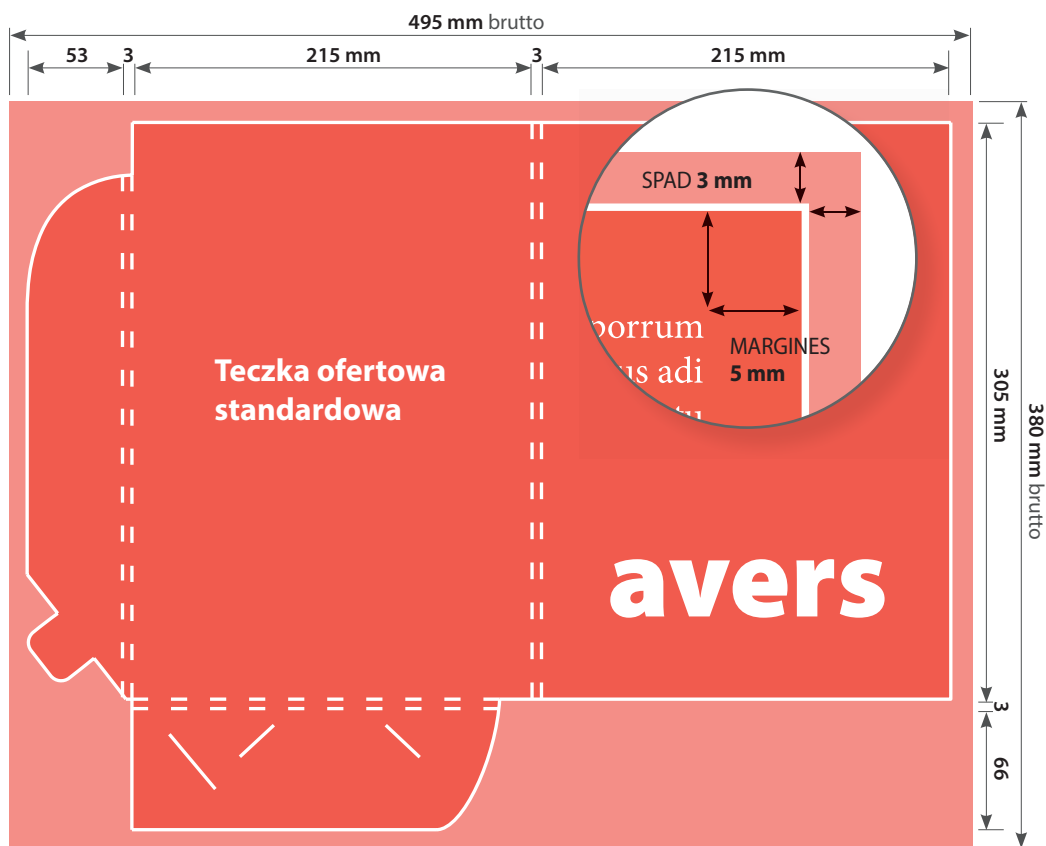 495 mm brutto
53
3
215 mm
3
215 mm
SPAD 3 mm
porrum
us adi
tu
MARGINES
5 mm
Teczka ofertowa
standardowa
avers
305 mm
380 mm brutto
3
66